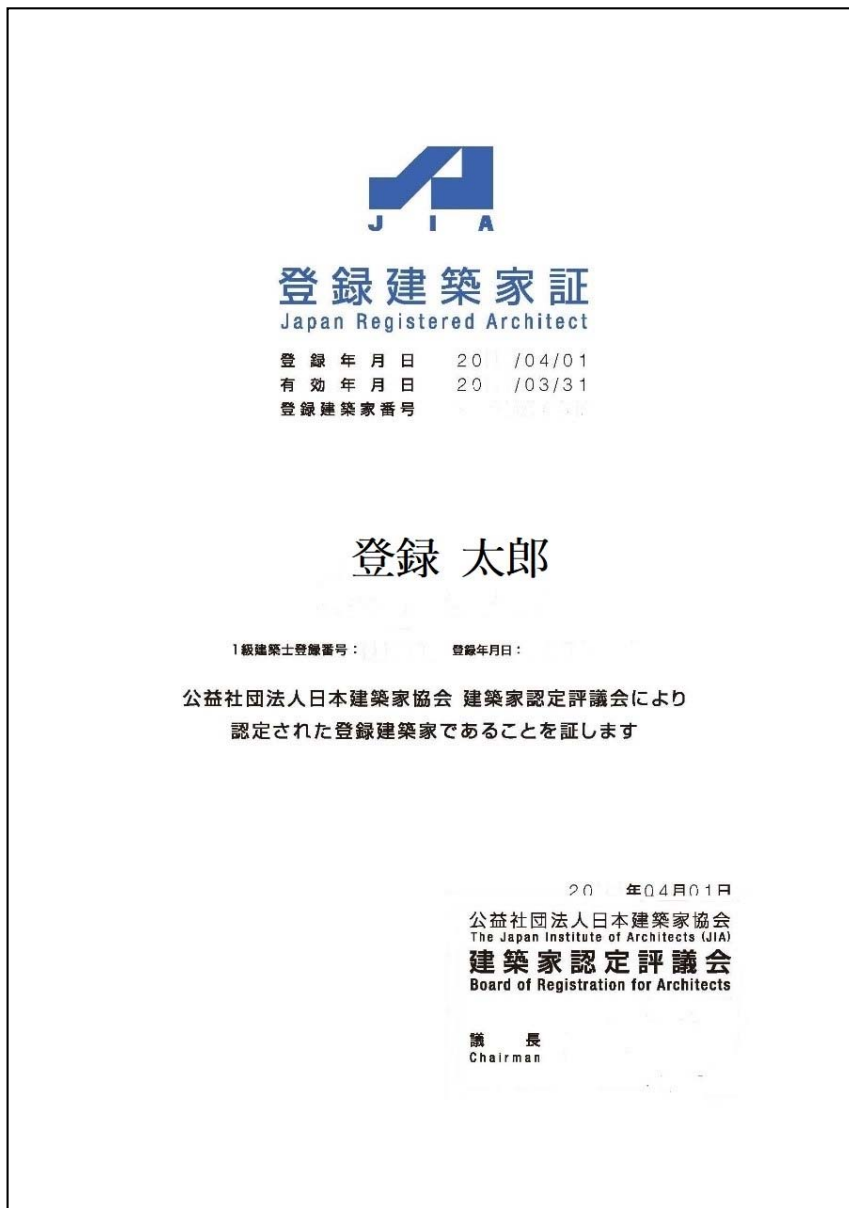 JIA
登録建築家証
Japan Registered Architect
登録年月日 20 /04/01
有効年月日 20 /03/31
登録建築家番号
登録 太郎
1級建築士登録番号： 登録年月日：
公益社団法人日本建築家協会 建築家認定評議会により
認定された登録建築家であることを証します
20 年04月01日
公益社団法人日本建築家協会
The Japan Institute of Architects (JIA)
建築家認定評議会
Board of Registration for Architects
議 長
Chairman